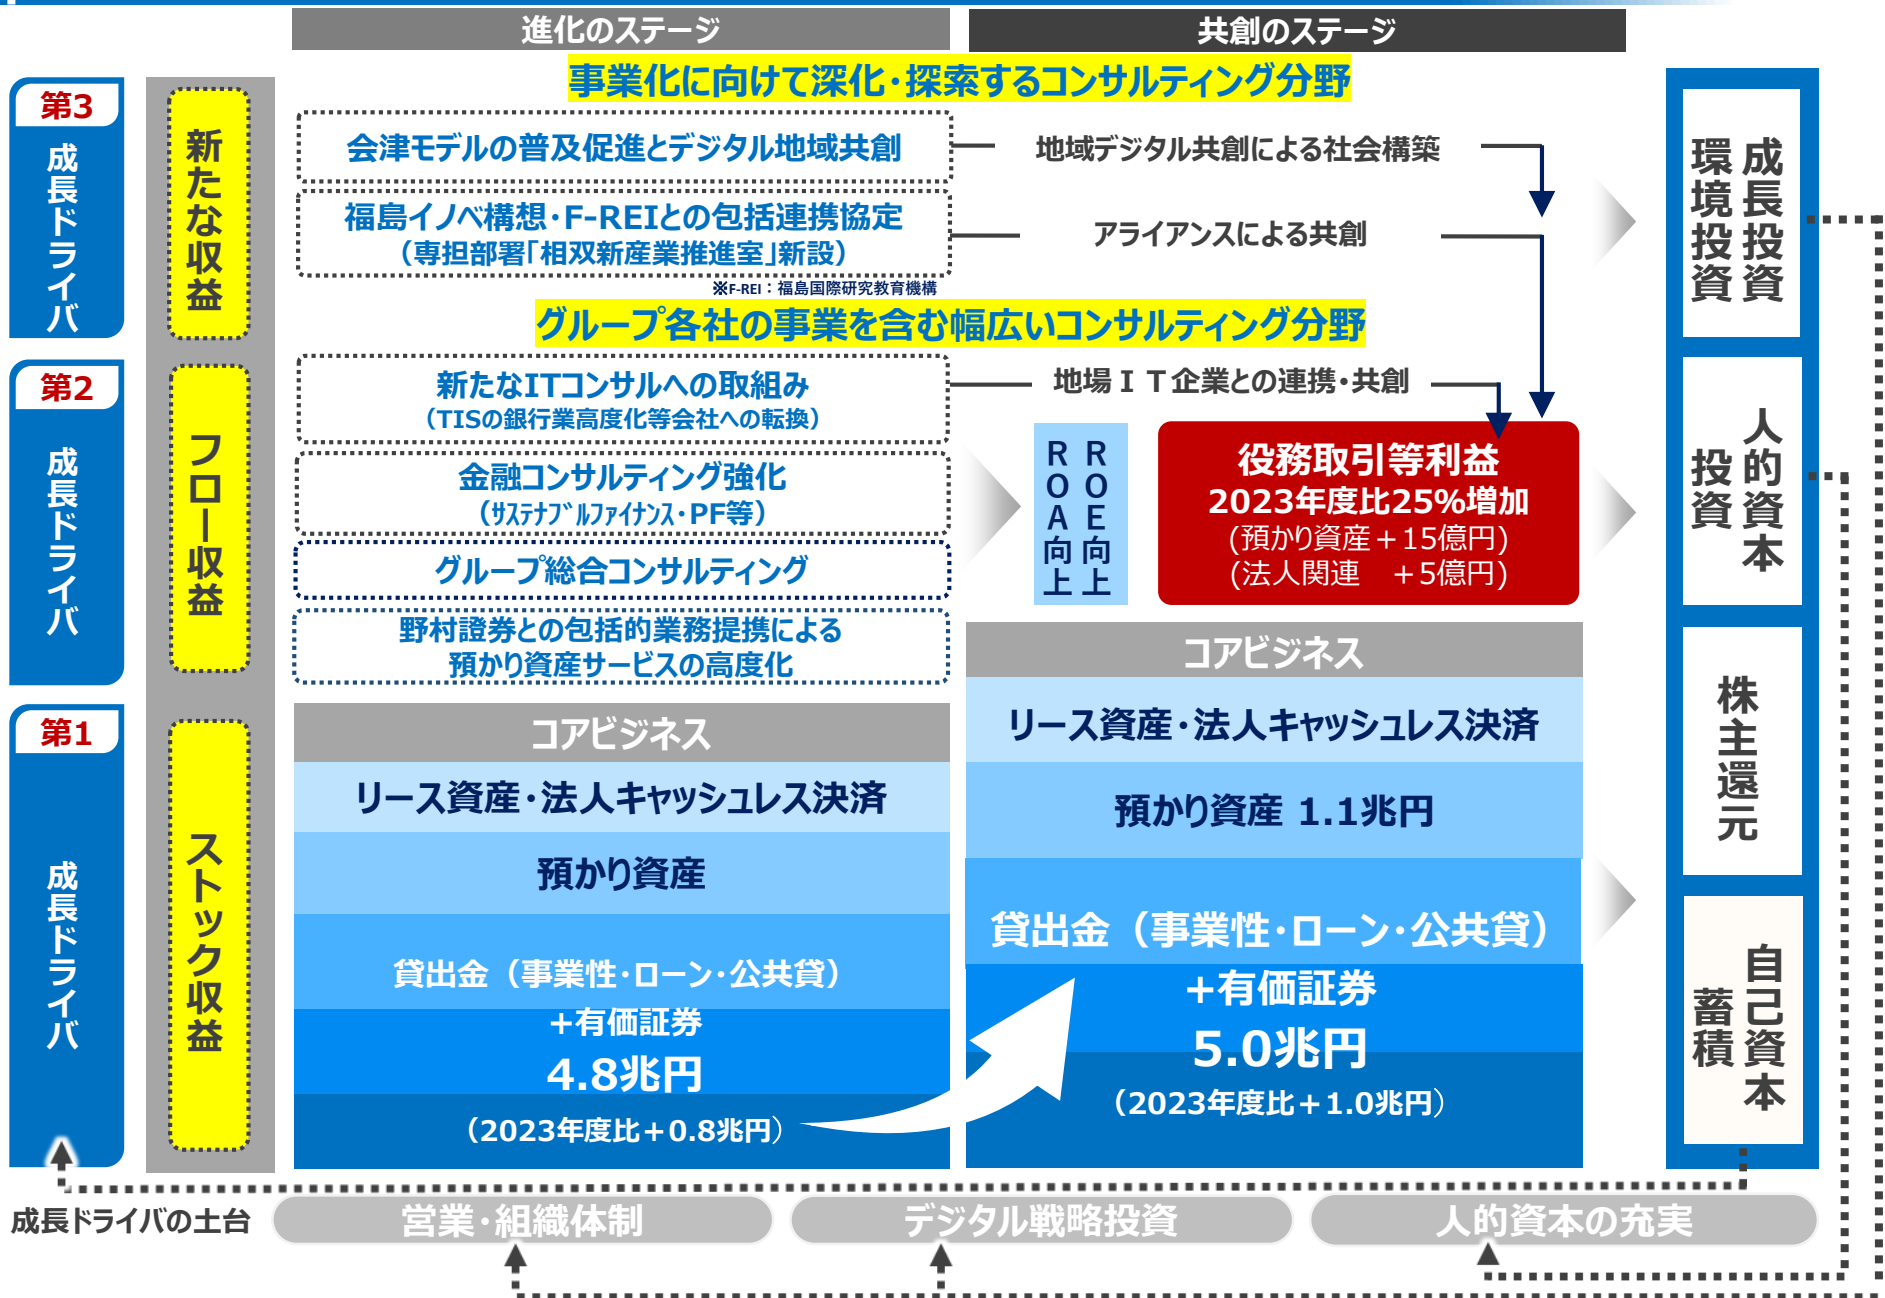 進化のステージ
共創のステージ
事業化に向けて深化・探索するコンサルティング分野
第3
成長ドライバ
新たな収益
会津モデルの普及促進とデジタル地域共創
地域デジタル共創による社会構築
福島イノベ構想・F-REIとの包括連携協定
（専担部署「相双新産業推進室」新設）
アライアンスによる共創
※F-REI：福島国際研究教育機構
グループ各社の事業を含む幅広いコンサルティング分野
第2
成長ドライバ
フロー収益
新たなITコンサルへの取組み
（TISの銀行業高度化等会社への転換）
地場ＩＴ企業との連携・共創
金融コンサルティング強化
（ｻｽﾃﾅﾌﾞﾙﾌｧｲﾅﾝｽ・PF等）
グループ総合コンサルティング
野村證券との包括的業務提携による
預かり資産サービスの高度化
ＲＯＥ向上
ＲＯＡ向上
役務取引等利益
2023年度比25%増加
(預かり資産＋15億円)
(法人関連　＋5億円)
第1
成長ドライバ
ストック収益
コアビジネス
リース資産・法人キャッシュレス決済
預かり資産
貸出金（事業性・ローン・公共貸）
+有価証券
4.8兆円
（2023年度比＋0.8兆円）
コアビジネス
リース資産・法人キャッシュレス決済
預かり資産 1.1兆円
貸出金（事業性・ローン・公共貸）
+有価証券
5.0兆円
（2023年度比＋1.0兆円）
成長投資
環境投資
人的資本
投資
株主還元
自己資本
蓄積
成長ドライバの土台
営業・組織体制
デジタル戦略投資
人的資本の充実